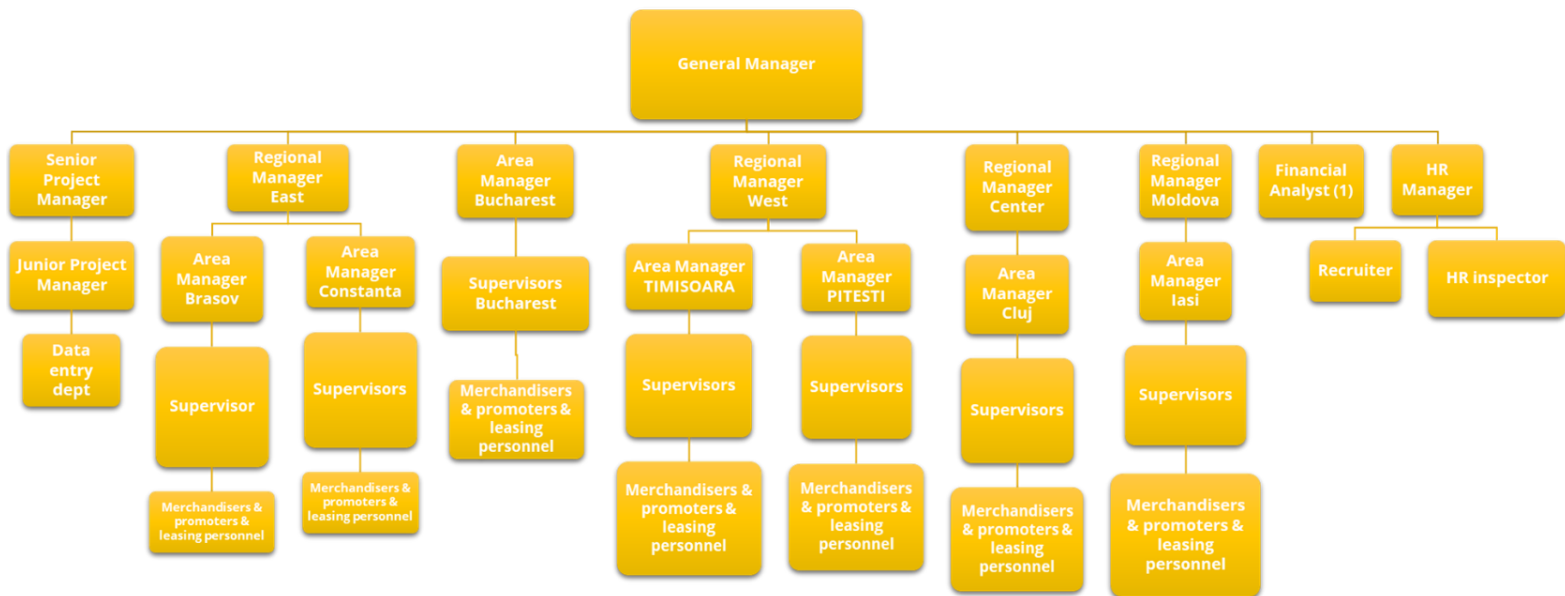 General Manager
Senior
Project
Manager
Regional
Manager
East
Area
Manager
Bucharest
Regional
Manager
West
Regional
Manager
Center
Regional
Manager
Moldova
Financial
Analyst (1)
HR
Manager
Junior Project
Manager
Area
Manager
Brasov
Area
Manager
Constanta
Supervisors
Bucharest
Area Manager
TIMISOARA
Area
Manager
PITESTI
Area
Manager
Cluj
Area
Manager
Iasi
Recruiter
HR inspector
Data
entry
dept
Supervisor
Supervisors
Merchandisers
& promoters &
leasing
personnel
Supervisors
Supervisors
Supervisors
Supervisors
Merchandisers &
promoters &
leasing personnel
Merchandisers &
promoters &
leasing personnel
Merchandisers &
promoters &
leasing
personnel
Merchandisers
& promoters &
leasing
personnel
Merchandisers
& promoters &
leasing
personnel
Merchandisers
& promoters &
leasing
personnel